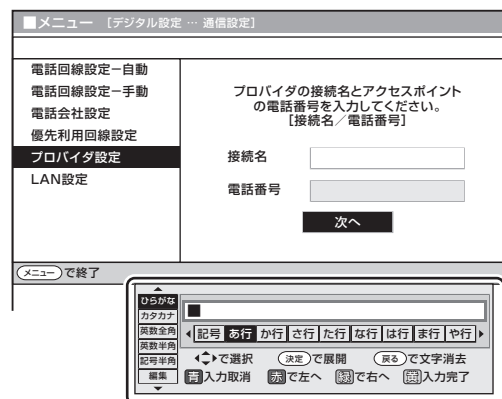 ■メニュー [デジタル設定 … 通信設定]
電話回線設定－自動
電話回線設定－手動
電話会社設定
優先利用回線設定
プロバイダ設定
LAN設定
プロバイダの接続名とアクセスポイント
の電話番号を入力してください。
[接続名／電話番号]
接続名
電話番号
次へ
メニューで終了
ひらがな
カタカナ
英数全角
英数半角
記号半角
編集
記号 あ行 か行 さ行 た行 な行 は行 ま行 や行
で選択 決定で展開 戻るで文字消去
青入力取消 赤で左へ 緑で右へ 黄入力完了